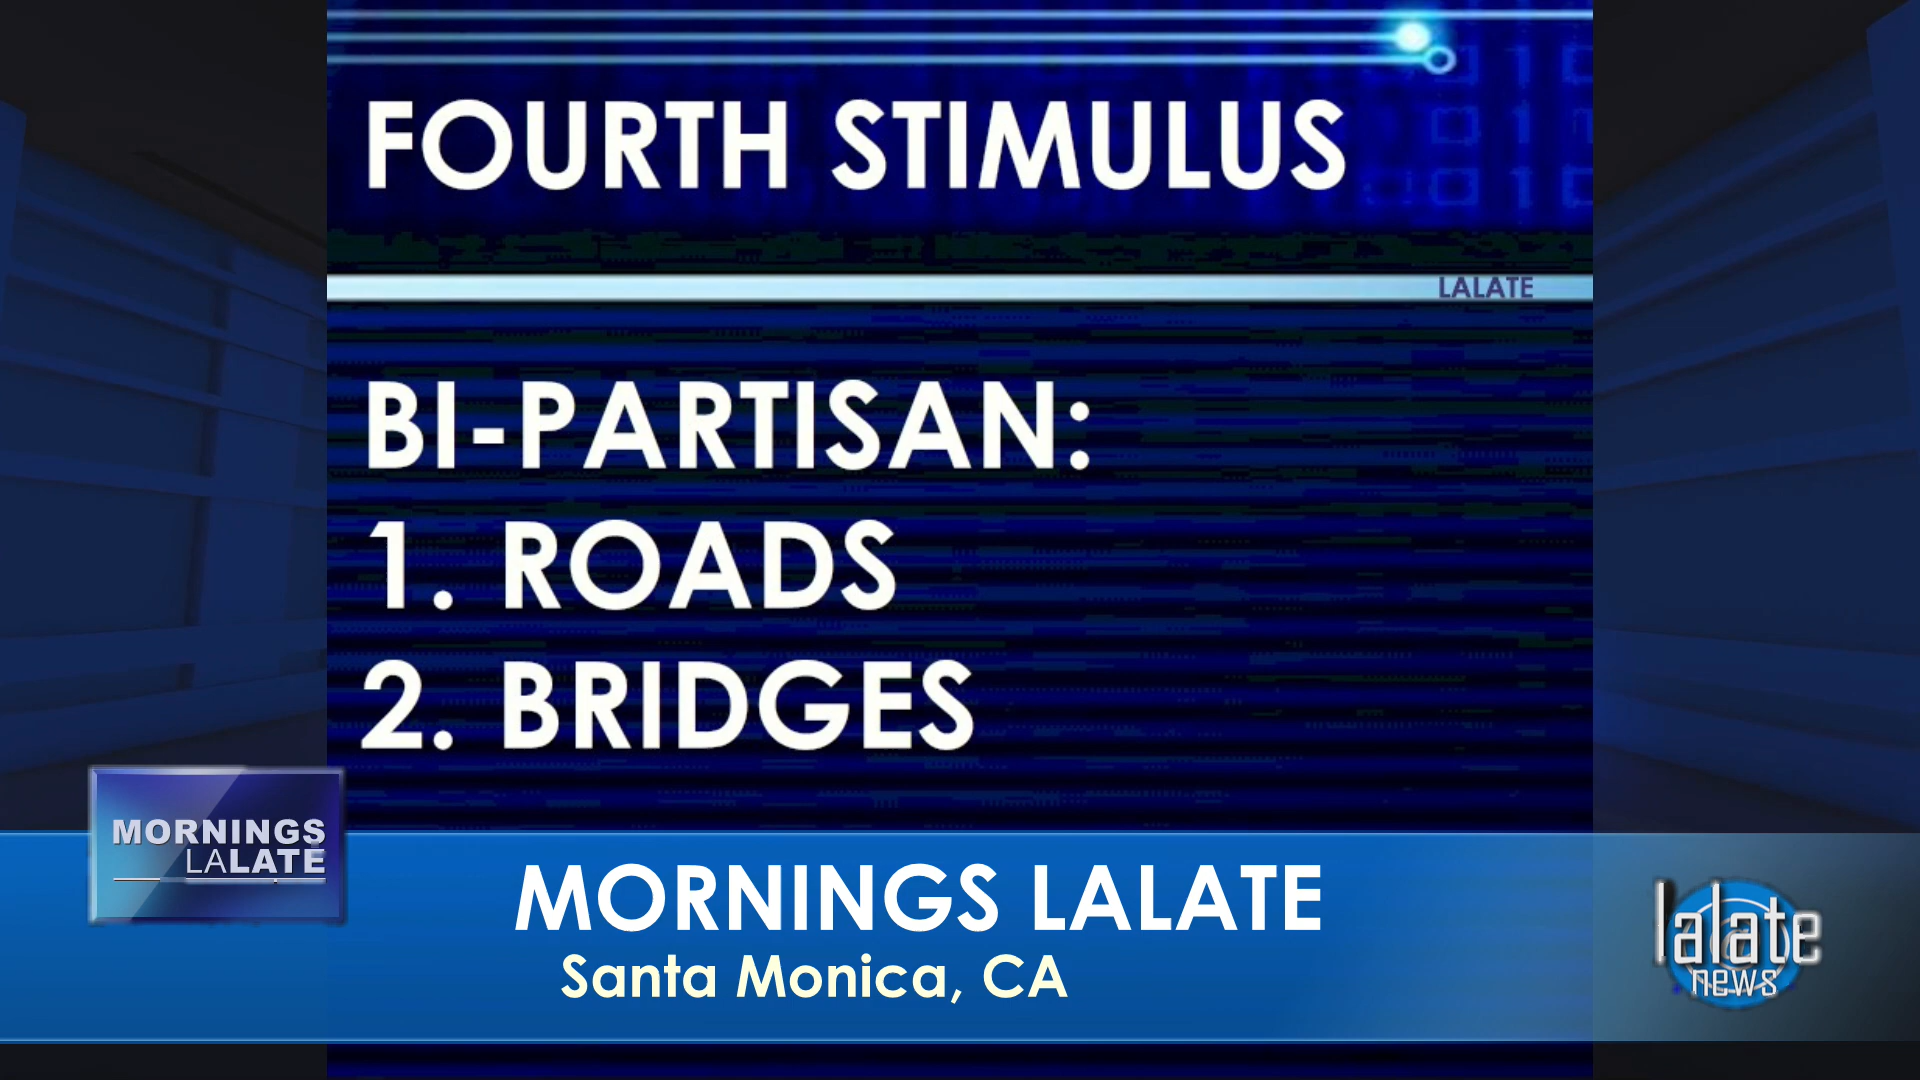 FOURTH STIMULUS
LALATE
BI-PARTISAN:
1. ROADS
2. BRIDGES
MORNINGS
LALATE
MORNINGS LALATE
Santa Monica, CA
lalate
news